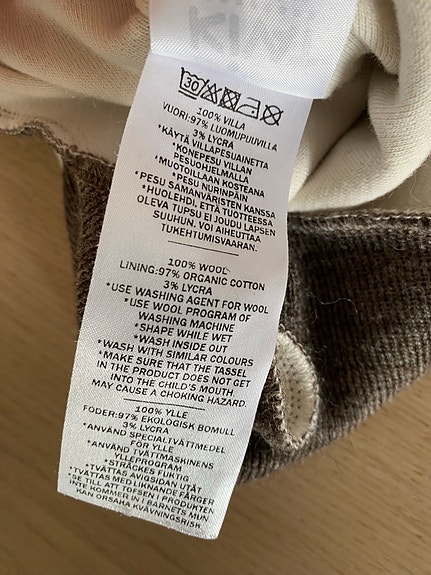 30
100% VILLA
VUORI:97% LUOMUPUUVILLA
3% LYCRA
*KÄYTÄ VILLAPESUAINETTA
*KONEPESU VILLAN
PESUOHJELMALLA
*MUOTOILLAAN KOSTEANA
*PESU NURINPÄIN
*PESU SAMANVÄRISTEN KANSSA
*HUOLEHDI, ETTÄ TUOTTEESSA
OLEVA TUPSU EI JOUDU LAPSEN
SUUHUN, VOI AIHEUTTAA
TUKEHTUMISVAARAN.
100% WOOL
LINING:97% ORGANIC COTTON
3% LYCRA
*USE WASHING AGENT FOR WOOL
*USE WOOL PROGRAM OF
WASHING MACHINE
*SHAPE WHILE WET
*WASH INSIDE OUT
*WASH WITH SIMILAR COLOURS
*MAKE SURE THAT THE TASSEL
IN THE PRODUCT DOES NOT GET
INTO THE CHILD'S MOUTH,
MAY CAUSE A CHOKING HAZARD.
100% YLLE
FODER:97% EKOLOGISK BOMULL
3% LYCRA
*ANVÄND SPECIALTVÄTTMEDEL
FÖR YLLE
*ANVÄND TVÄTTMASKINENS
YLLEPROGRAM
*STRÄCKES FUKTIG
*TVÄTTAS AVIGSIDAN UTÅT
*TVÄTTAS MED LIKNANDE FÄRGER
*SE TILL ATT TOFSEN I PRODUKTEN
INTE KOMMER IN I BARNETS MUN
KAN ORSAKA KVÄVNINGSRISK